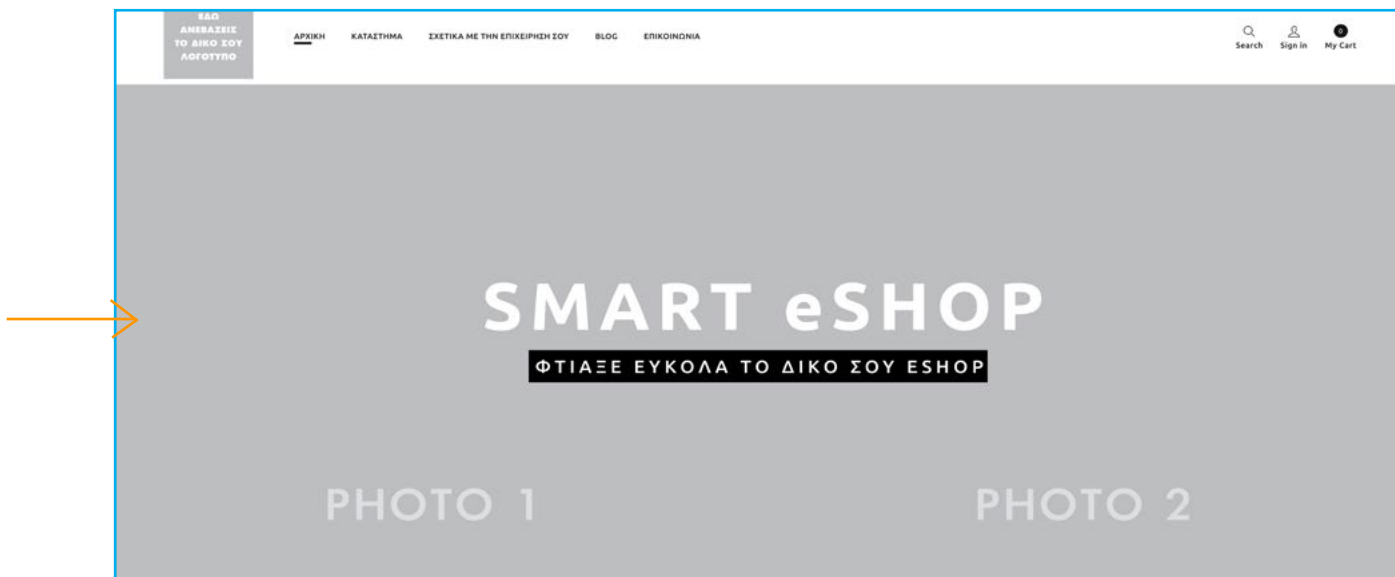 ΕΔΩ
ΑΝΕΒΑΖΕΙΣ
ΤΟ ΔΙΚΟ ΣΟΥ
ΛΟΓΟΤΥΠΟ
ΑΡΧΙΚΗ ΚΑΤΑΣΤΗΜΑ ΣΧΕΤΙΚΑ ΜΕ ΤΗΝ ΕΠΙΧΕΙΡΗΣΗ ΣΟΥ BLOG ΕΠΙΚΟΙΝΩΝΙΑ
Search Sign in 0 My Cart
SMART eSHOP
ΦΤΙΑΞΕ ΕΥΚΟΛΑ ΤΟ ΔΙΚΟ ΣΟΥ ESHOP
PHOTO 1 PHOTO 2